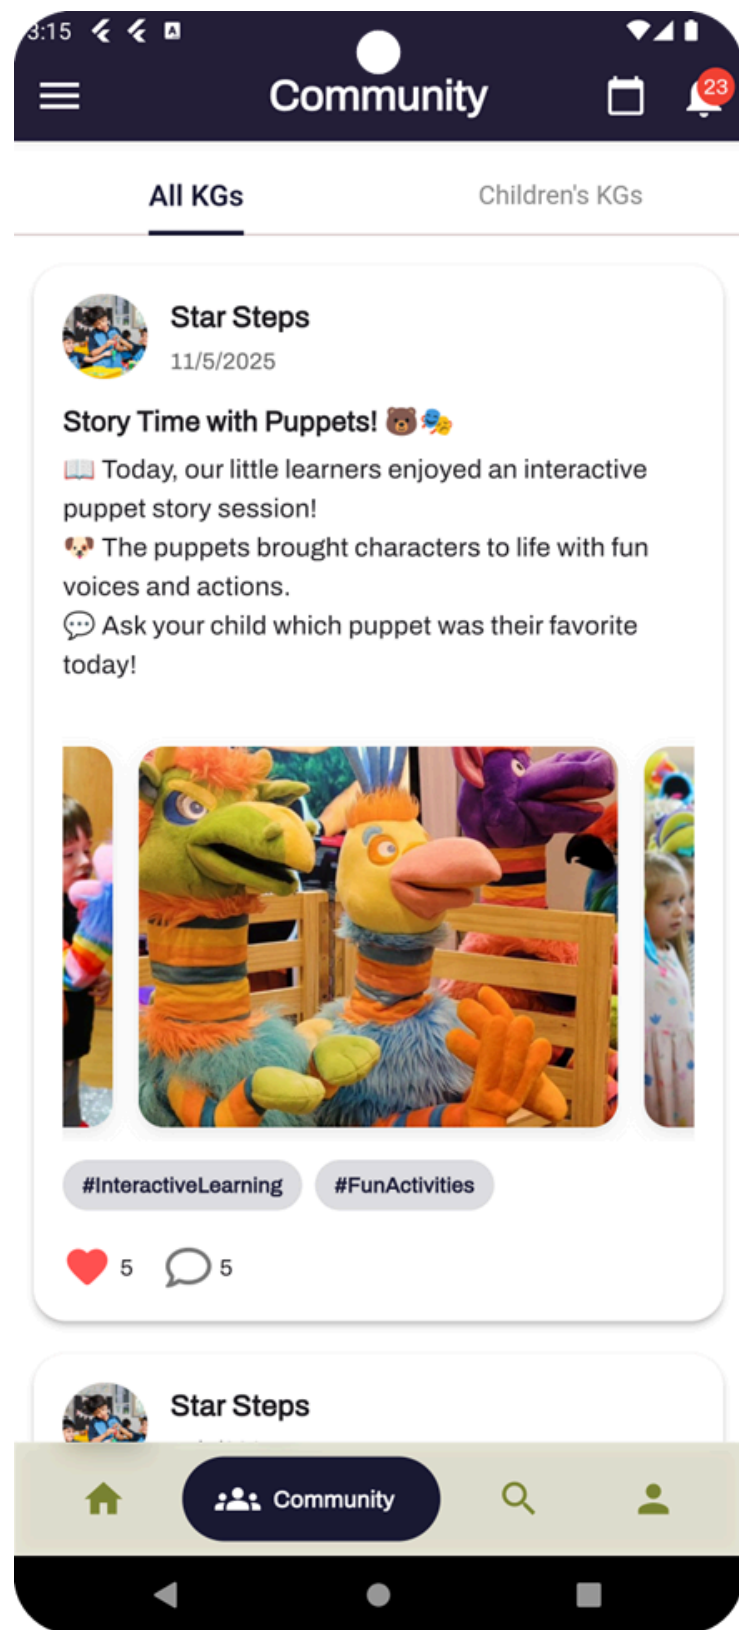 3:15
Community
23
All KGs
Children's KGs
Star Steps
11/5/2025
Story Time with Puppets! 🐻🎭
📖 Today, our little learners enjoyed an interactive
puppet story session!
🐶 The puppets brought characters to life with fun
voices and actions.
💬 Ask your child which puppet was their favorite
today!
#InteractiveLearning
#FunActivities
5
5
Star Steps
Community